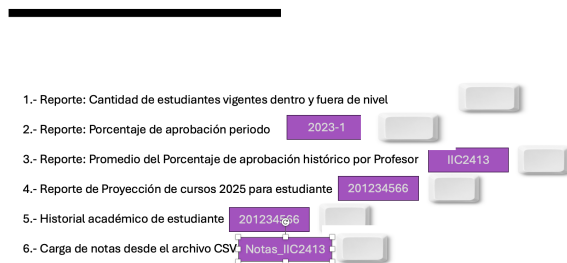 1.- Reporte: Cantidad de estudiantes vigentes dentro y fuera de nivel
2.- Reporte: Porcentaje de aprobación periodo 2023-1
3.- Reporte: Promedio del Porcentaje de aprobación histórico por Profesor IIC2413
4.- Reporte de Proyección de cursos 2025 para estudiante 201234566
5.- Historial académico de estudiante 201234566
6.- Carga de notas desde el archivo CSV Notas_IIC2413